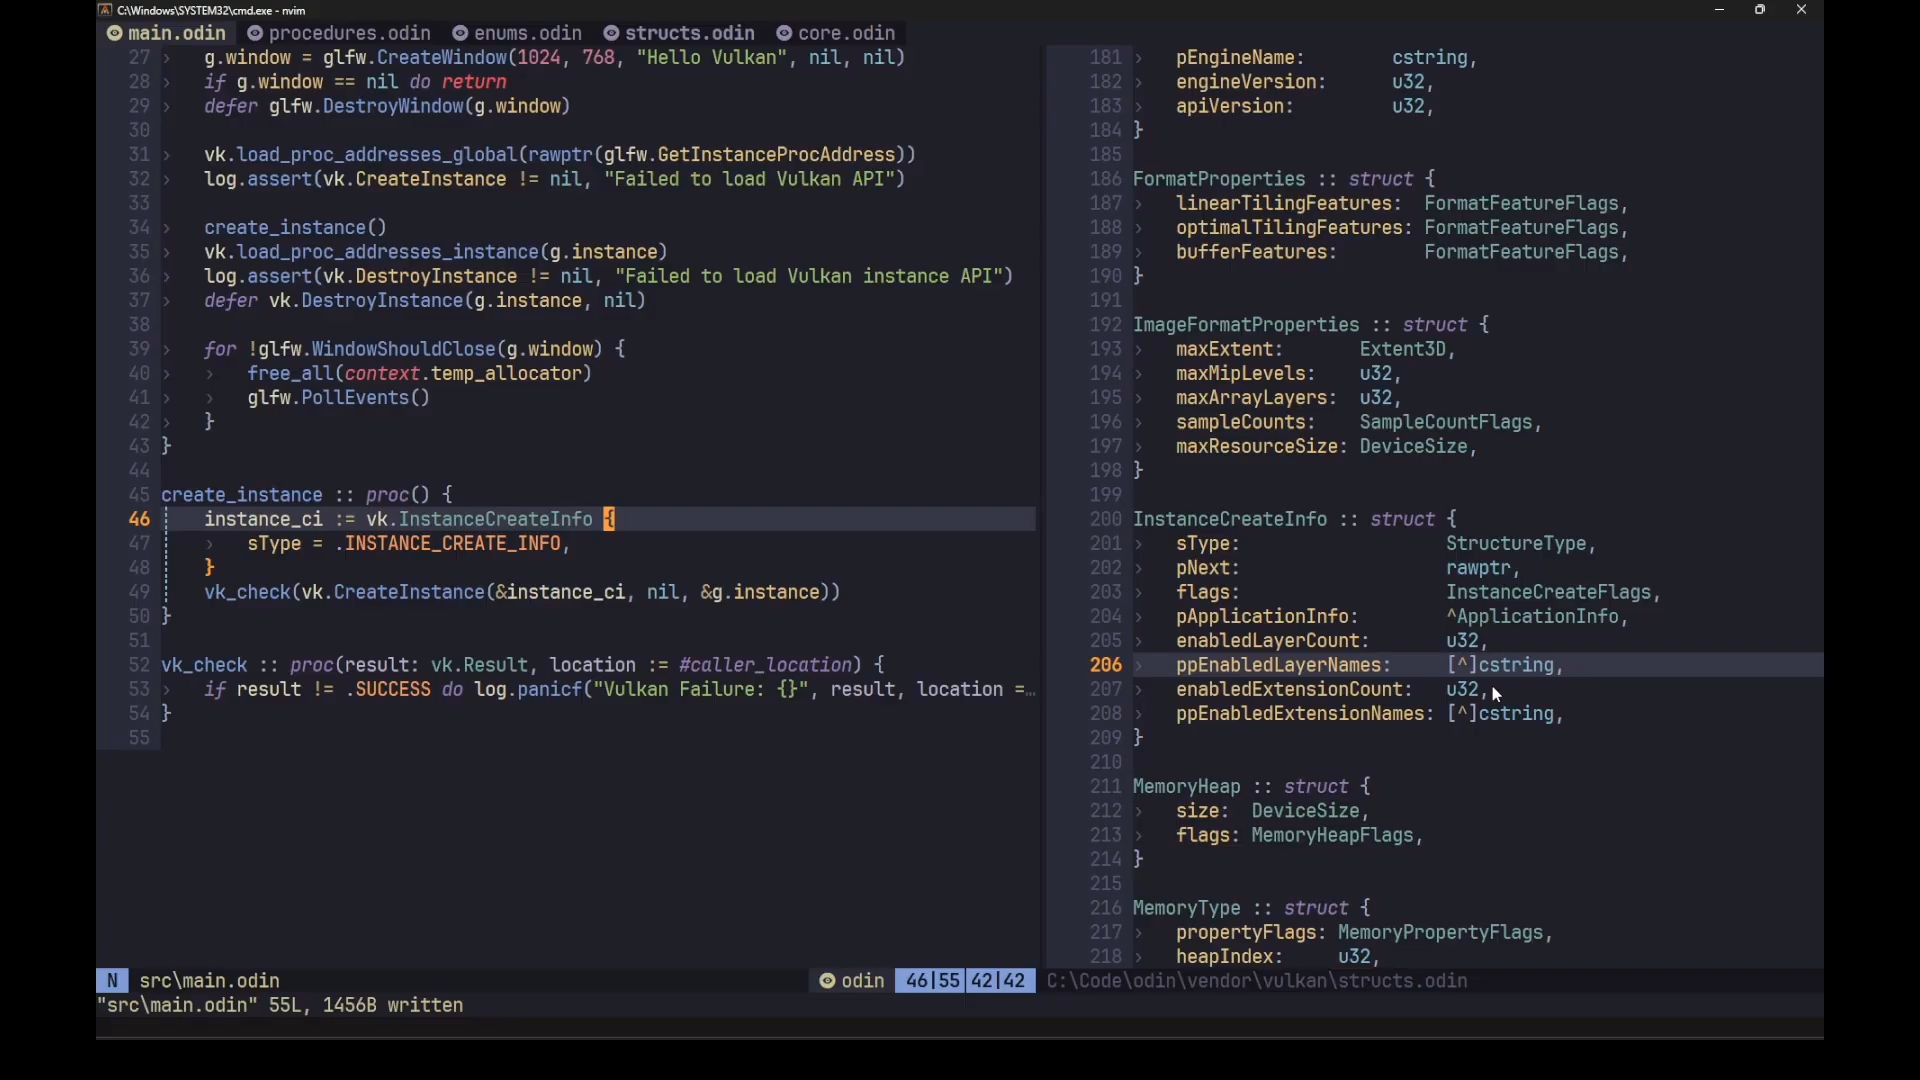 C:\Windows\SYSTEM32\cmd.exe - nvim
main.odin procedures.odin enums.odin structs.odin core.odin
27 › g.window = glfw.CreateWindow(1024, 768, "Hello Vulkan", nil, nil)
28 › if g.window == nil do return
29 › defer glfw.DestroyWindow(g.window)
30
31 › vk.load_proc_addresses_global(rawptr(glfw.GetInstanceProcAddress))
32 › log.assert(vk.CreateInstance != nil, "Failed to load Vulkan API")
33
34 › create_instance()
35 › vk.load_proc_addresses_instance(g.instance)
36 › log.assert(vk.DestroyInstance != nil, "Failed to load Vulkan instance API")
37 › defer vk.DestroyInstance(g.instance, nil)
38
39 › for !glfw.WindowShouldClose(g.window) {
40 › › free_all(context.temp_allocator)
41 › › glfw.PollEvents()
42 › }
43 }
44
45 create_instance :: proc() {
46 instance_ci := vk.InstanceCreateInfo {
47 › sType = .INSTANCE_CREATE_INFO,
48 }
49 vk_check(vk.CreateInstance(&instance_ci, nil, &g.instance))
50 }
51
52 vk_check :: proc(result: vk.Result, location := #caller_location) {
53 › if result != .SUCCESS do log.panicf("Vulkan Failure: {}", result, location =…
54 }
55
181 › pEngineName: cstring,
182 › engineVersion: u32,
183 › apiVersion: u32,
184 }
185
186 FormatProperties :: struct {
187 › linearTilingFeatures: FormatFeatureFlags,
188 › optimalTilingFeatures: FormatFeatureFlags,
189 › bufferFeatures: FormatFeatureFlags,
190 }
191
192 ImageFormatProperties :: struct {
193 › maxExtent: Extent3D,
194 › maxMipLevels: u32,
195 › maxArrayLayers: u32,
196 › sampleCounts: SampleCountFlags,
197 › maxResourceSize: DeviceSize,
198 }
199
200 InstanceCreateInfo :: struct {
201 › sType: StructureType,
202 › pNext: rawptr,
203 › flags: InstanceCreateFlags,
204 › pApplicationInfo: ^ApplicationInfo,
205 › enabledLayerCount: u32,
206 › ppEnabledLayerNames: [^]cstring,
207 › enabledExtensionCount: u32,
208 › ppEnabledExtensionNames: [^]cstring,
209 }
210
211 MemoryHeap :: struct {
212 › size: DeviceSize,
213 › flags: MemoryHeapFlags,
214 }
215
216 MemoryType :: struct {
217 › propertyFlags: MemoryPropertyFlags,
218 › heapIndex: u32,
N src\main.odin odin 46|55 42|42 C:\Code\odin\vendor\vulkan\structs.odin
"src\main.odin" 55L, 1456B written